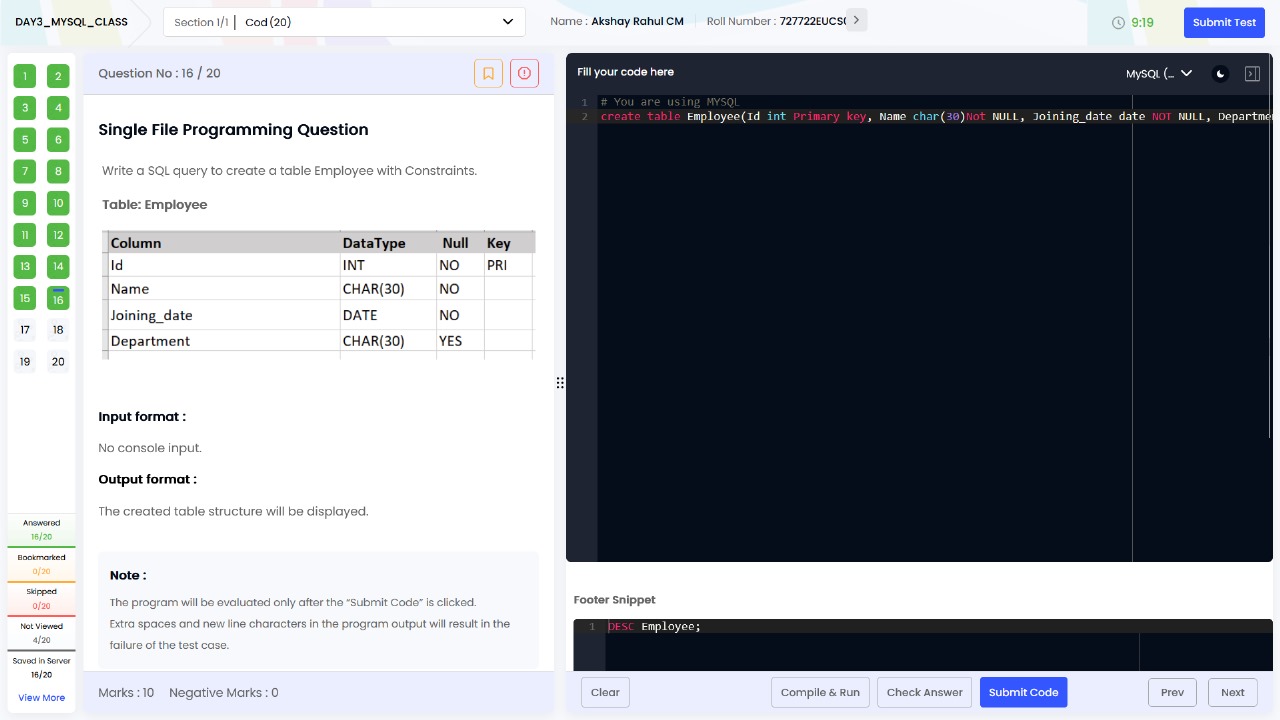 DAY3_MYSQL_CLASS
Section 1/1 | Cod (20)
Name : Akshay Rahul CM
Roll Number : 727722EUCS
9:19
Submit Test
1 2
3 4
5 6
7 8
9 10
11 12
13 14
15 16
17 18
19 20
Answered
16/20
Bookmarked
0/20
Skipped
0/20
Not Viewed
4/20
Saved in Server
16/20
View More
Question No : 16 / 20
Single File Programming Question
Write a SQL query to create a table Employee with Constraints.
Table: Employee
Column DataType Null Key
Id INT NO PRI
Name CHAR(30) NO
Joining_date DATE NO
Department CHAR(30) YES
Input format :
No console input.
Output format :
The created table structure will be displayed.
Note :
The program will be evaluated only after the “Submit Code” is clicked.
Extra spaces and new line characters in the program output will result in the
failure of the test case.
Marks : 10 Negative Marks : 0
Fill your code here
MySQL (...
1 # You are using MYSQL
2 create table Employee(Id int Primary key, Name char(30)Not NULL, Joining_date date NOT NULL, Departme
Footer Snippet
1 DESC Employee;
Clear
Compile & Run
Check Answer
Submit Code
Prev
Next